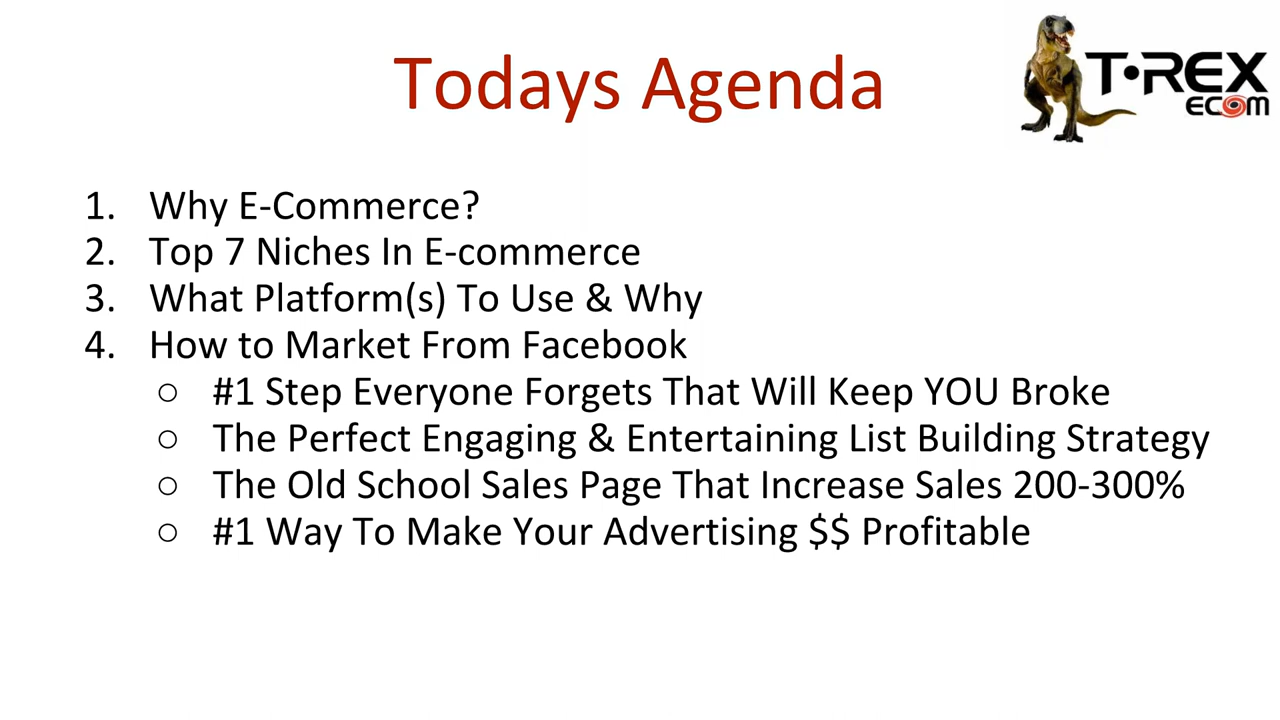 Todays Agenda
T•REX
ECOM
1. Why E-Commerce?
2. Top 7 Niches In E-commerce
3. What Platform(s) To Use & Why
4. How to Market From Facebook
○ #1 Step Everyone Forgets That Will Keep YOU Broke
○ The Perfect Engaging & Entertaining List Building Strategy
○ The Old School Sales Page That Increase Sales 200-300%
○ #1 Way To Make Your Advertising $$ Profitable